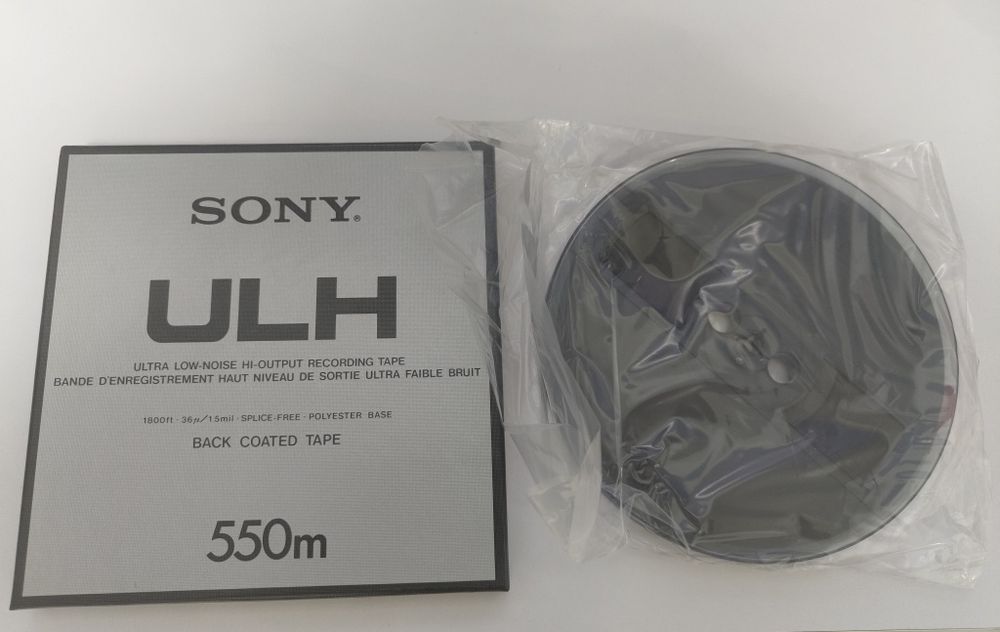 SONY®
ULH
ULTRA LOW-NOISE HI-OUTPUT RECORDING TAPE
BANDE D'ENREGISTREMENT HAUT NIVEAU DE SORTIE ULTRA FAIBLE BRUIT
1800ft · 36μ/1.5mil · SPLICE-FREE · POLYESTER BASE
BACK COATED TAPE
550m